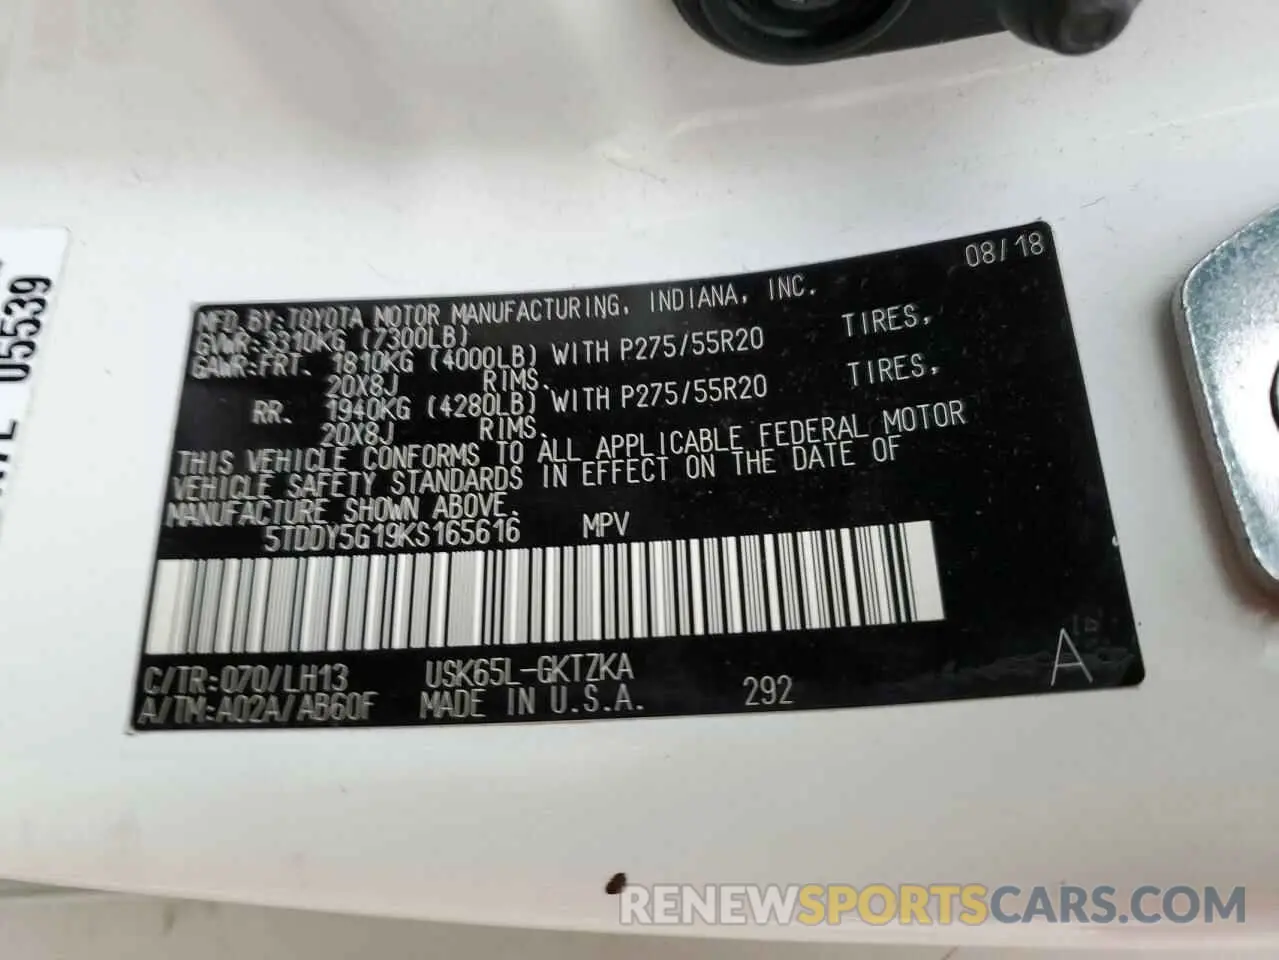 08/18
MFD.BY:TOYOTA MOTOR MANUFACTURING, INDIANA, INC.
GVWR:3310KG (7300LB)
GAWR:FRT. 1810KG (4000LB) WITH P275/55R20 TIRES,
20X8J RIMS.
RR. 1940KG (4280LB) WITH P275/55R20 TIRES,
20X8J RIMS.
THIS VEHICLE CONFORMS TO ALL APPLICABLE FEDERAL MOTOR
VEHICLE SAFETY STANDARDS IN EFFECT ON THE DATE OF
MANUFACTURE SHOWN ABOVE.
5TDDY5G19KS165616 MPV
C/TR:070/LH13 USK65L-GKTZKA
A/TM:A02A/AB60F MADE IN U.S.A. 292
A
05539
RENEWSPORTSCARS.COM